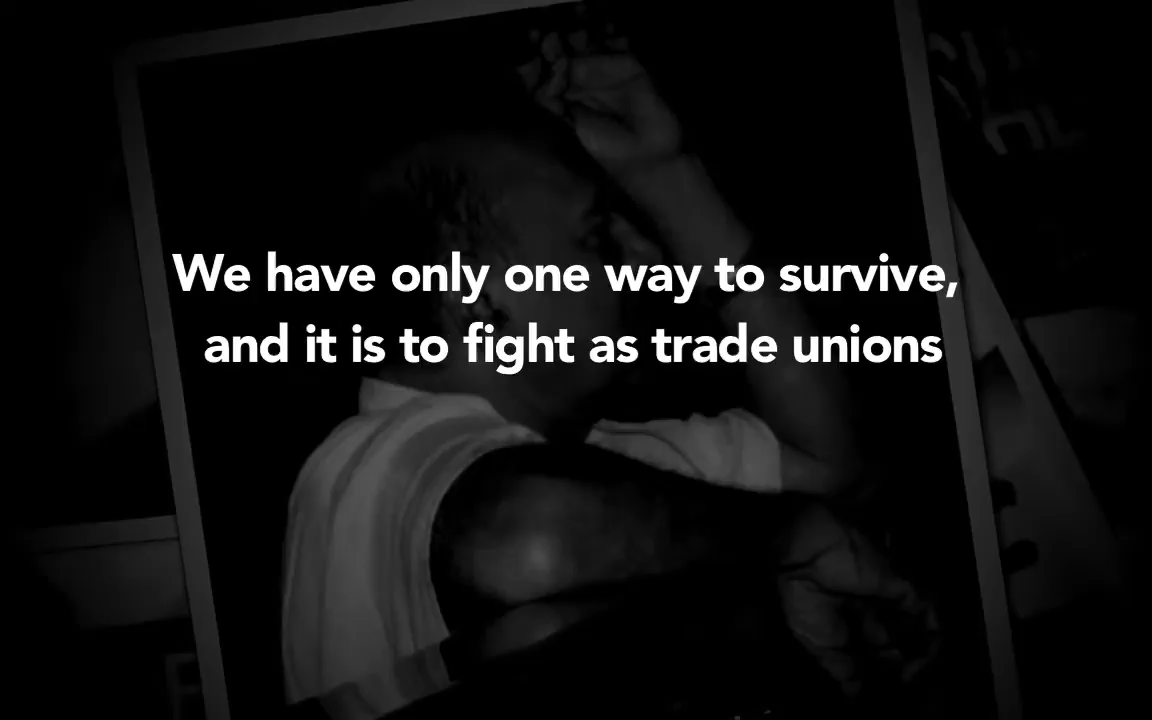 We have only one way to survive,
and it is to fight as trade unions